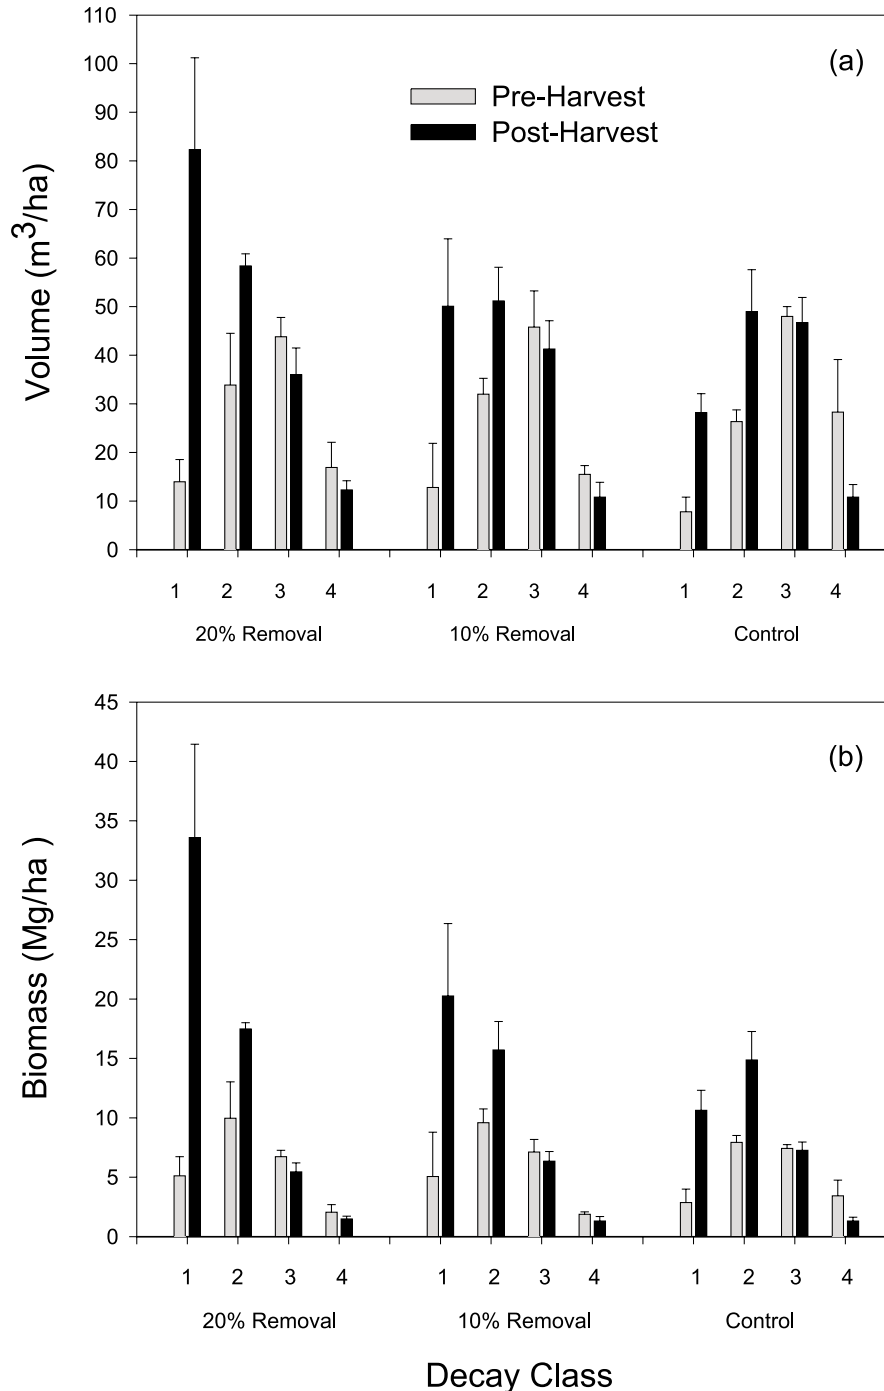 110
100
90
80
70
60
50
40
30
20
10
0
Volume (m³/ha)
(a)
Pre-Harvest
Post-Harvest
1 2 3 4 1 2 3 4 1 2 3 4
20% Removal 10% Removal Control
45
40
35
30
25
20
15
10
5
0
Biomass (Mg/ha )
(b)
1 2 3 4 1 2 3 4 1 2 3 4
20% Removal 10% Removal Control
Decay Class